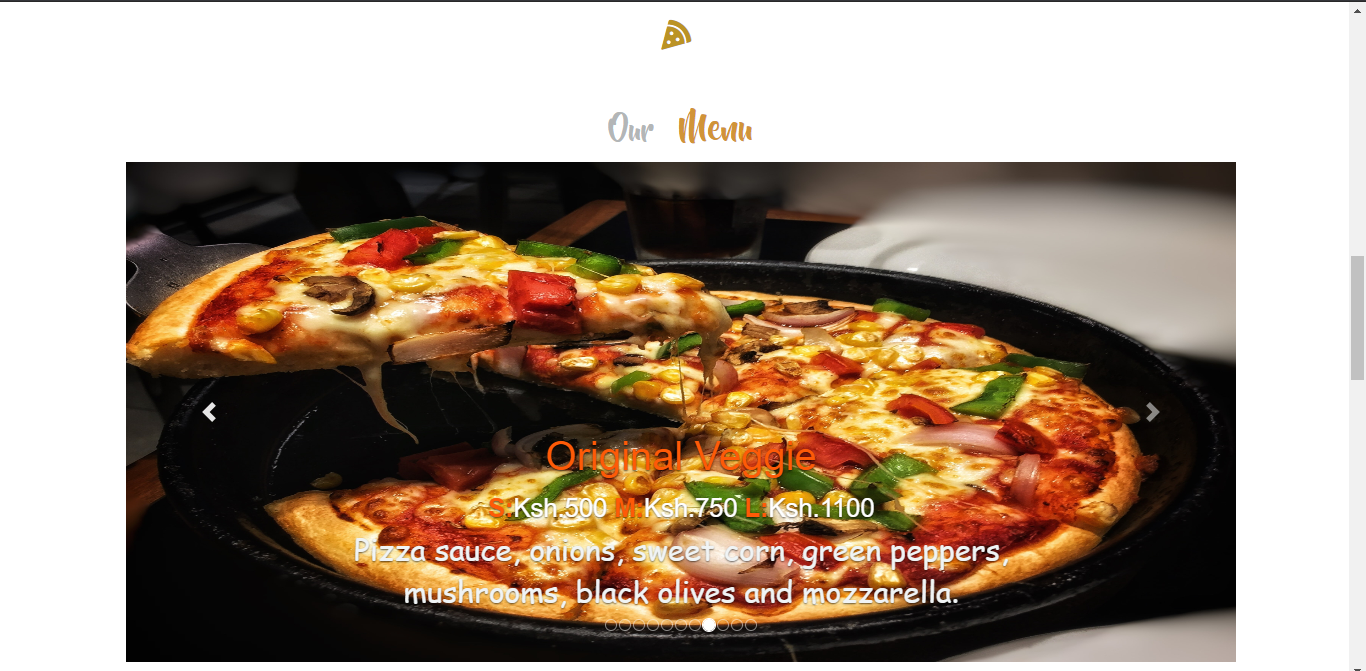 Our Menu
Original Veggie
S:Ksh.500 M:Ksh.750 L:Ksh.1100
Pizza sauce, onions, sweet corn, green peppers,
mushrooms, black olives and mozzarella.